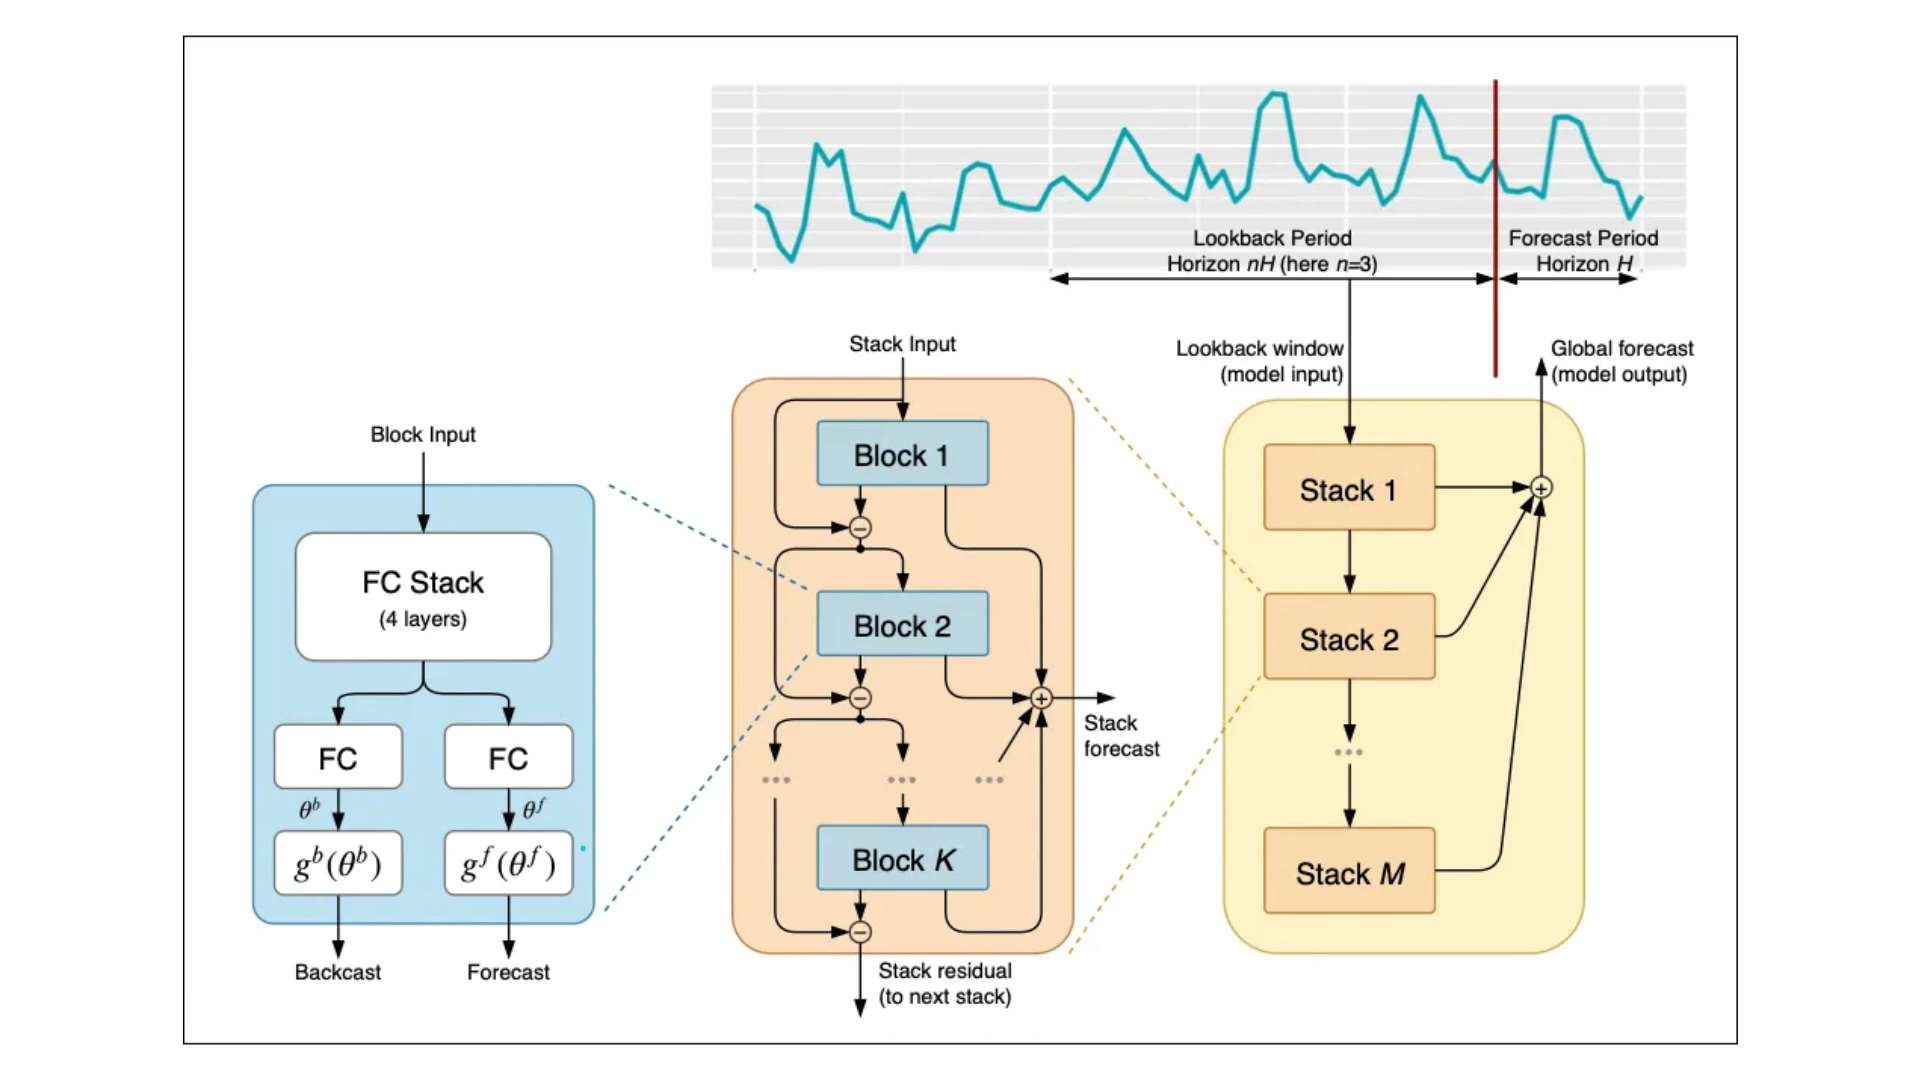 Lookback Period
Horizon nH (here n=3)
Forecast Period
Horizon H
Block Input
FC Stack
(4 layers)
FC
FC
θᵇ
θᶠ
gᵇ(θᵇ)
gᶠ(θᶠ)
Backcast
Forecast
Stack Input
Block 1
−
Block 2
−
+
Stack
forecast
...
...
...
Block K
−
Stack residual
(to next stack)
Lookback window
(model input)
Global forecast
(model output)
Stack 1
+
Stack 2
...
Stack M